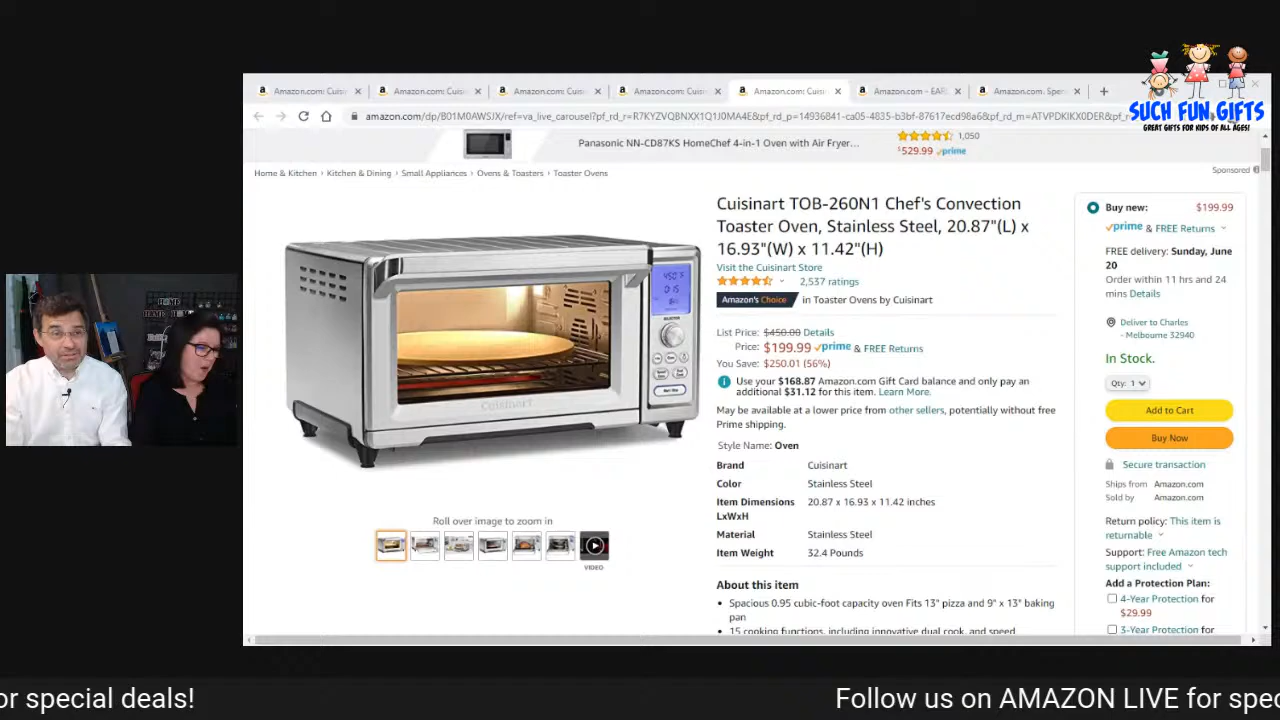 SUCH FUN GIFTS
GREAT GIFTS FOR KIDS OF ALL AGES!
Amazon.com: Cuisi
Amazon.com: Cuisi
Amazon.com: Cuisi
Amazon.com: Cuisi
Amazon.com: Cuisi
Amazon.com
Amazon.com
Panasonic NN-CD87KS HomeChef 4-in-1 Oven with Air Fryer...
1,050
$529.99 prime
Sponsored
Home & Kitchen › Kitchen & Dining › Small Appliances › Ovens & Toasters › Toaster Ovens
Cuisinart TOB-260N1 Chef's Convection
Toaster Oven, Stainless Steel, 20.87"(L) x
16.93"(W) x 11.42"(H)
Visit the Cuisinart Store
2,537 ratings
Amazon's Choice in Toaster Ovens by Cuisinart
List Price: $450.00 Details
Price: $199.99 prime & FREE Returns
You Save: $250.01 (56%)
Use your $168.87 Amazon.com Gift Card balance and only pay an
additional $31.12 for this item. Learn More.
May be available at a lower price from other sellers, potentially without free
Prime shipping.
Style Name: Oven
Brand Cuisinart
Color Stainless Steel
Item Dimensions 20.87 x 16.93 x 11.42 inches
LxWxH
Material Stainless Steel
Item Weight 32.4 Pounds
About this item
• Spacious 0.95 cubic-foot capacity oven Fits 13" pizza and 9" x 13" baking
pan
• 15 cooking functions, including innovative dual cook, and speed
450°F
Cuisinart
Roll over image to zoom in
VIDEO
Buy new: $199.99
prime & FREE Returns
FREE delivery: Sunday, June
20
Order within 11 hrs and 24
mins Details
Deliver to Charles
- Melbourne 32940
In Stock.
Qty: 1
Add to Cart
Buy Now
Secure transaction
Ships from Amazon.com
Sold by Amazon.com
Return policy: This item is
returnable
Support: Free Amazon tech
support included
Add a Protection Plan:
4-Year Protection for
$29.99
3-Year Protection for
HOME
HOME
or special deals!
Follow us on AMAZON LIVE for spec